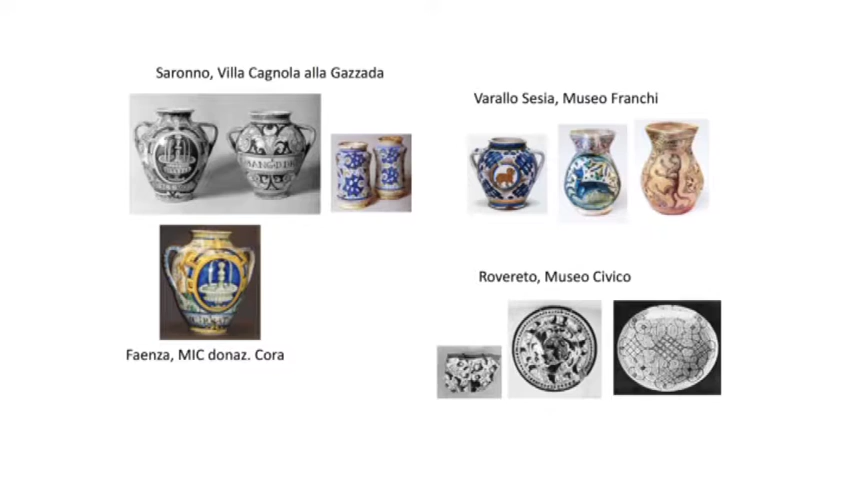 Saronno, Villa Cagnola alla Gazzada
Varallo Sesia, Museo Franchi
Rovereto, Museo Civico
Faenza, MIC donaz. Cora